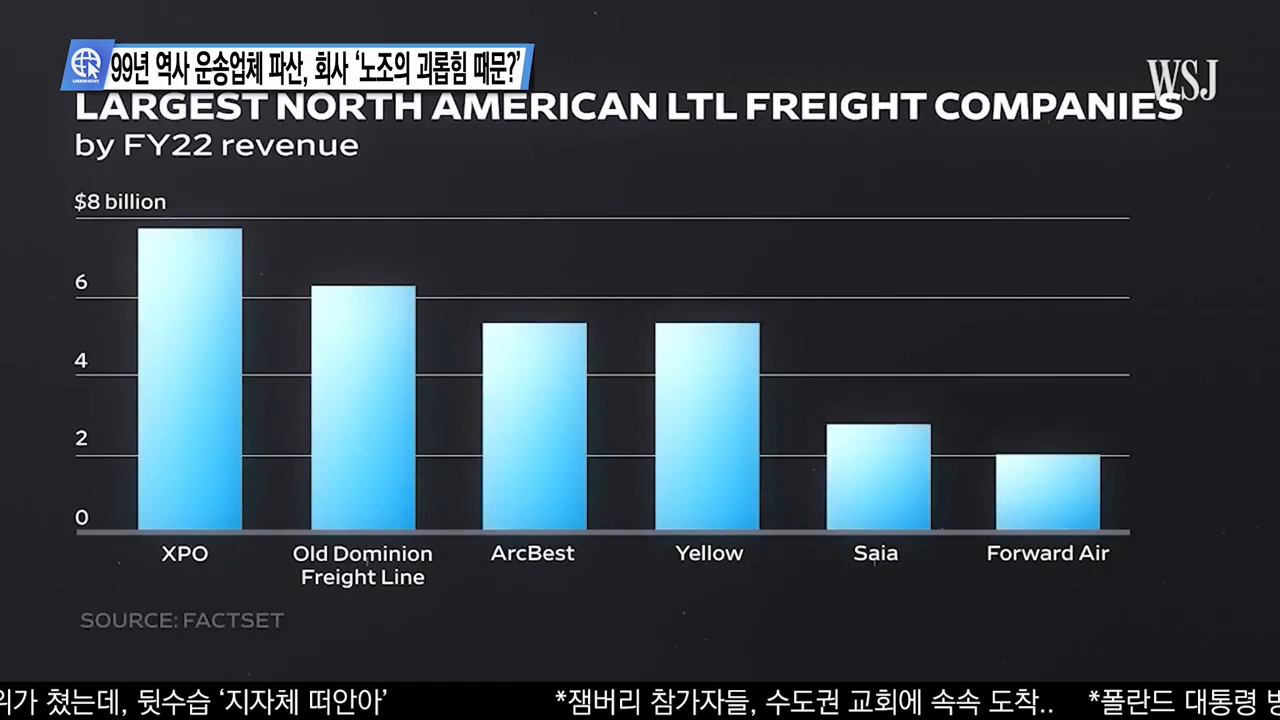 99년 역사 운송업체 파산, 회사 ‘노조의 괴롭힘 때문?’
WSJ
LARGEST NORTH AMERICAN LTL FREIGHT COMPANIES
by FY22 revenue
$8 billion
6
4
2
0
XPO
Old Dominion
Freight Line
ArcBest
Yellow
Saia
Forward Air
SOURCE: FACTSET
위가 쳤는데, 뒷수습 ‘지자체 떠안아’ *잼버리 참가자들, 수도권 교회에 속속 도착.. *폴란드 대통령